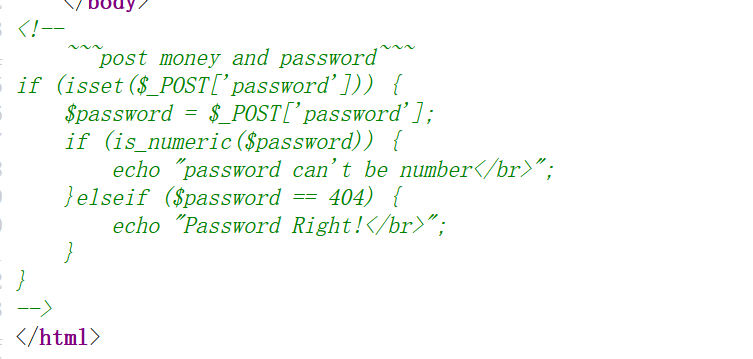 </body>
<!--
~~~post money and password~~~
if (isset($_POST['password'])) {
$password = $_POST['password'];
if (is_numeric($password)) {
echo "password can't be number</br>";
}elseif ($password == 404) {
echo "Password Right!</br>";
}
}
-->
</html>